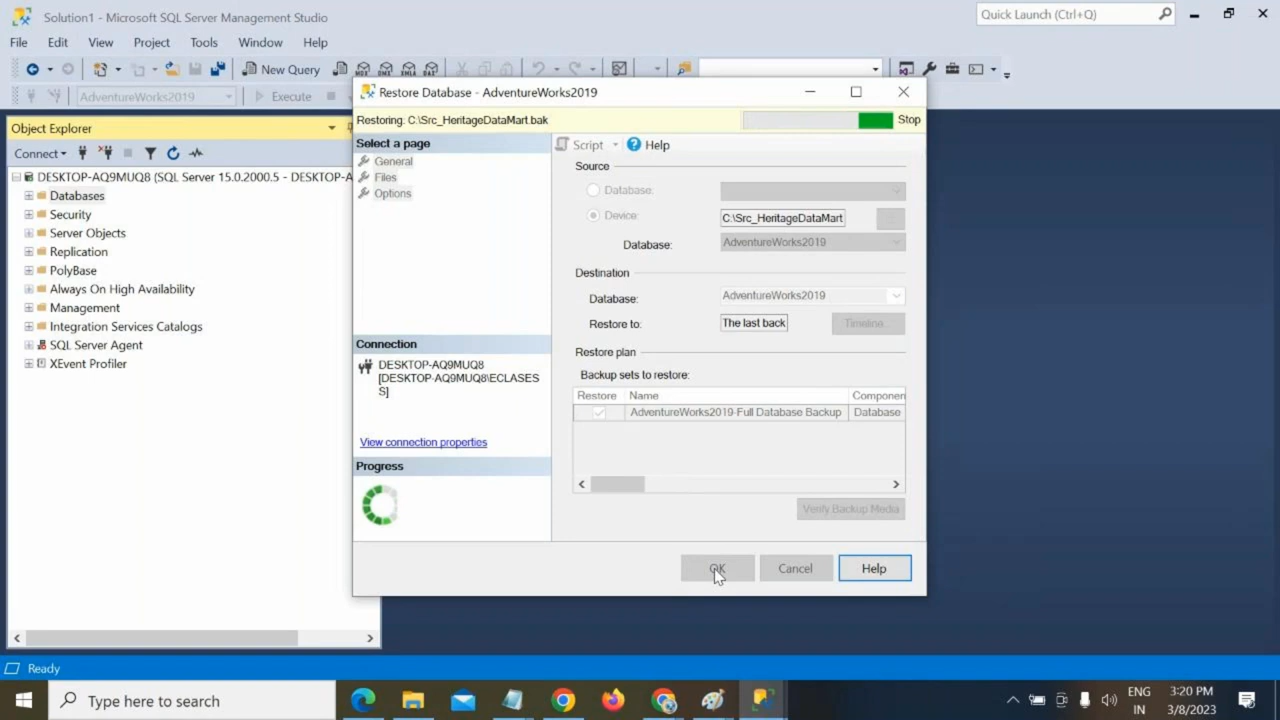 Solution1 - Microsoft SQL Server Management Studio
Quick Launch (Ctrl+Q)
File Edit View Project Tools Window Help
New Query MDX DMX XMLA DAX
AdventureWorks2019 Execute
Restore Database - AdventureWorks2019
Object Explorer
Restoring: C:\Src_HeritageDataMart.bak Stop
Connect
Select a page
General
Files
Options
Script Help
Source
Database:
Device: C:\Src_HeritageDataMart
Database: AdventureWorks2019
Destination
Database: AdventureWorks2019
Restore to: The last back Timeline...
Restore plan
Backup sets to restore:
Restore Name Componen
AdventureWorks2019-Full Database Backup Database
Verify Backup Media
DESKTOP-AQ9MUQ8 (SQL Server 15.0.2000.5 - DESKTOP-A
Databases
Security
Server Objects
Replication
PolyBase
Always On High Availability
Management
Integration Services Catalogs
SQL Server Agent
XEvent Profiler
Connection
DESKTOP-AQ9MUQ8
[DESKTOP-AQ9MUQ8\ECLASES
S]
View connection properties
Progress
OK Cancel Help
Ready
Type here to search
ENG
IN
3:20 PM
3/8/2023